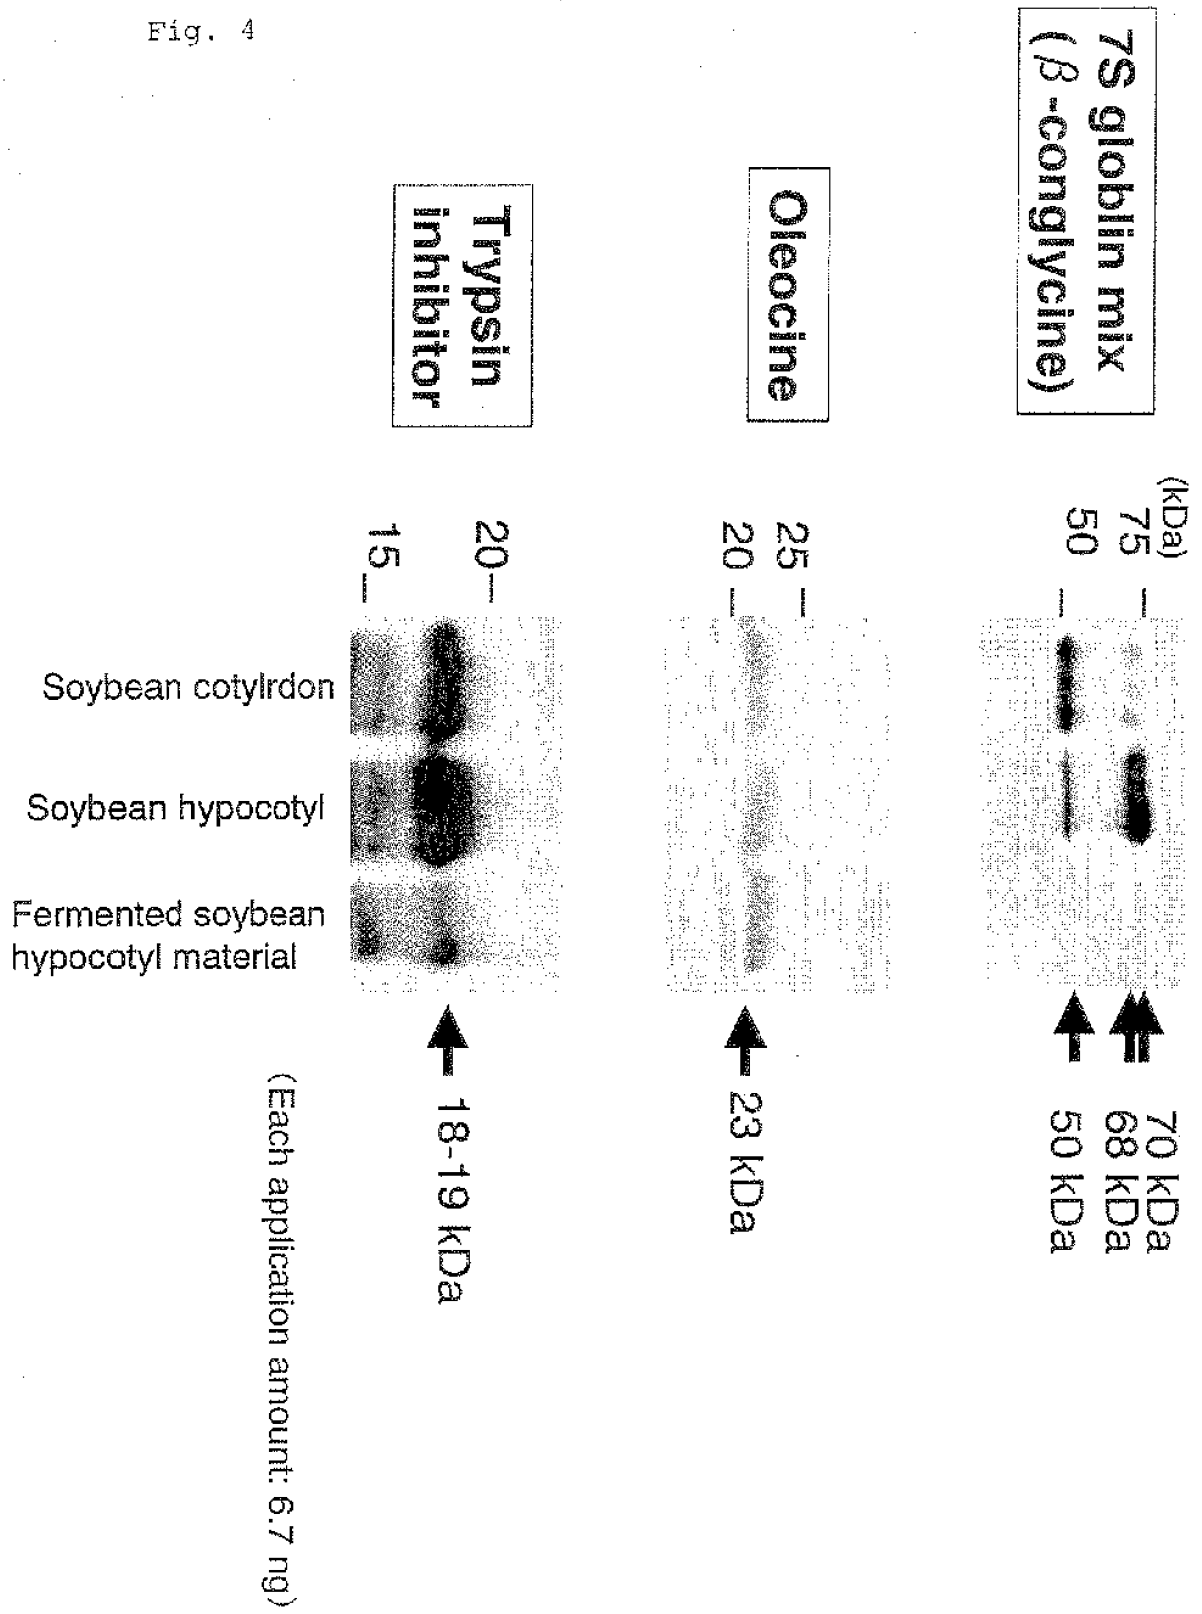 Fig. 4
7S globlin mix
(β-conglycine)
(kDa)
75
50
70 kDa
68 kDa
50 kDa
Oleocine
25
20
23 kDa
Trypsin
inhibitor
20
15
18-19 kDa
Soybean cotylrdon
Soybean hypocotyl
Fermented soybean
hypocotyl material
(Each application amount: 6.7 ng)